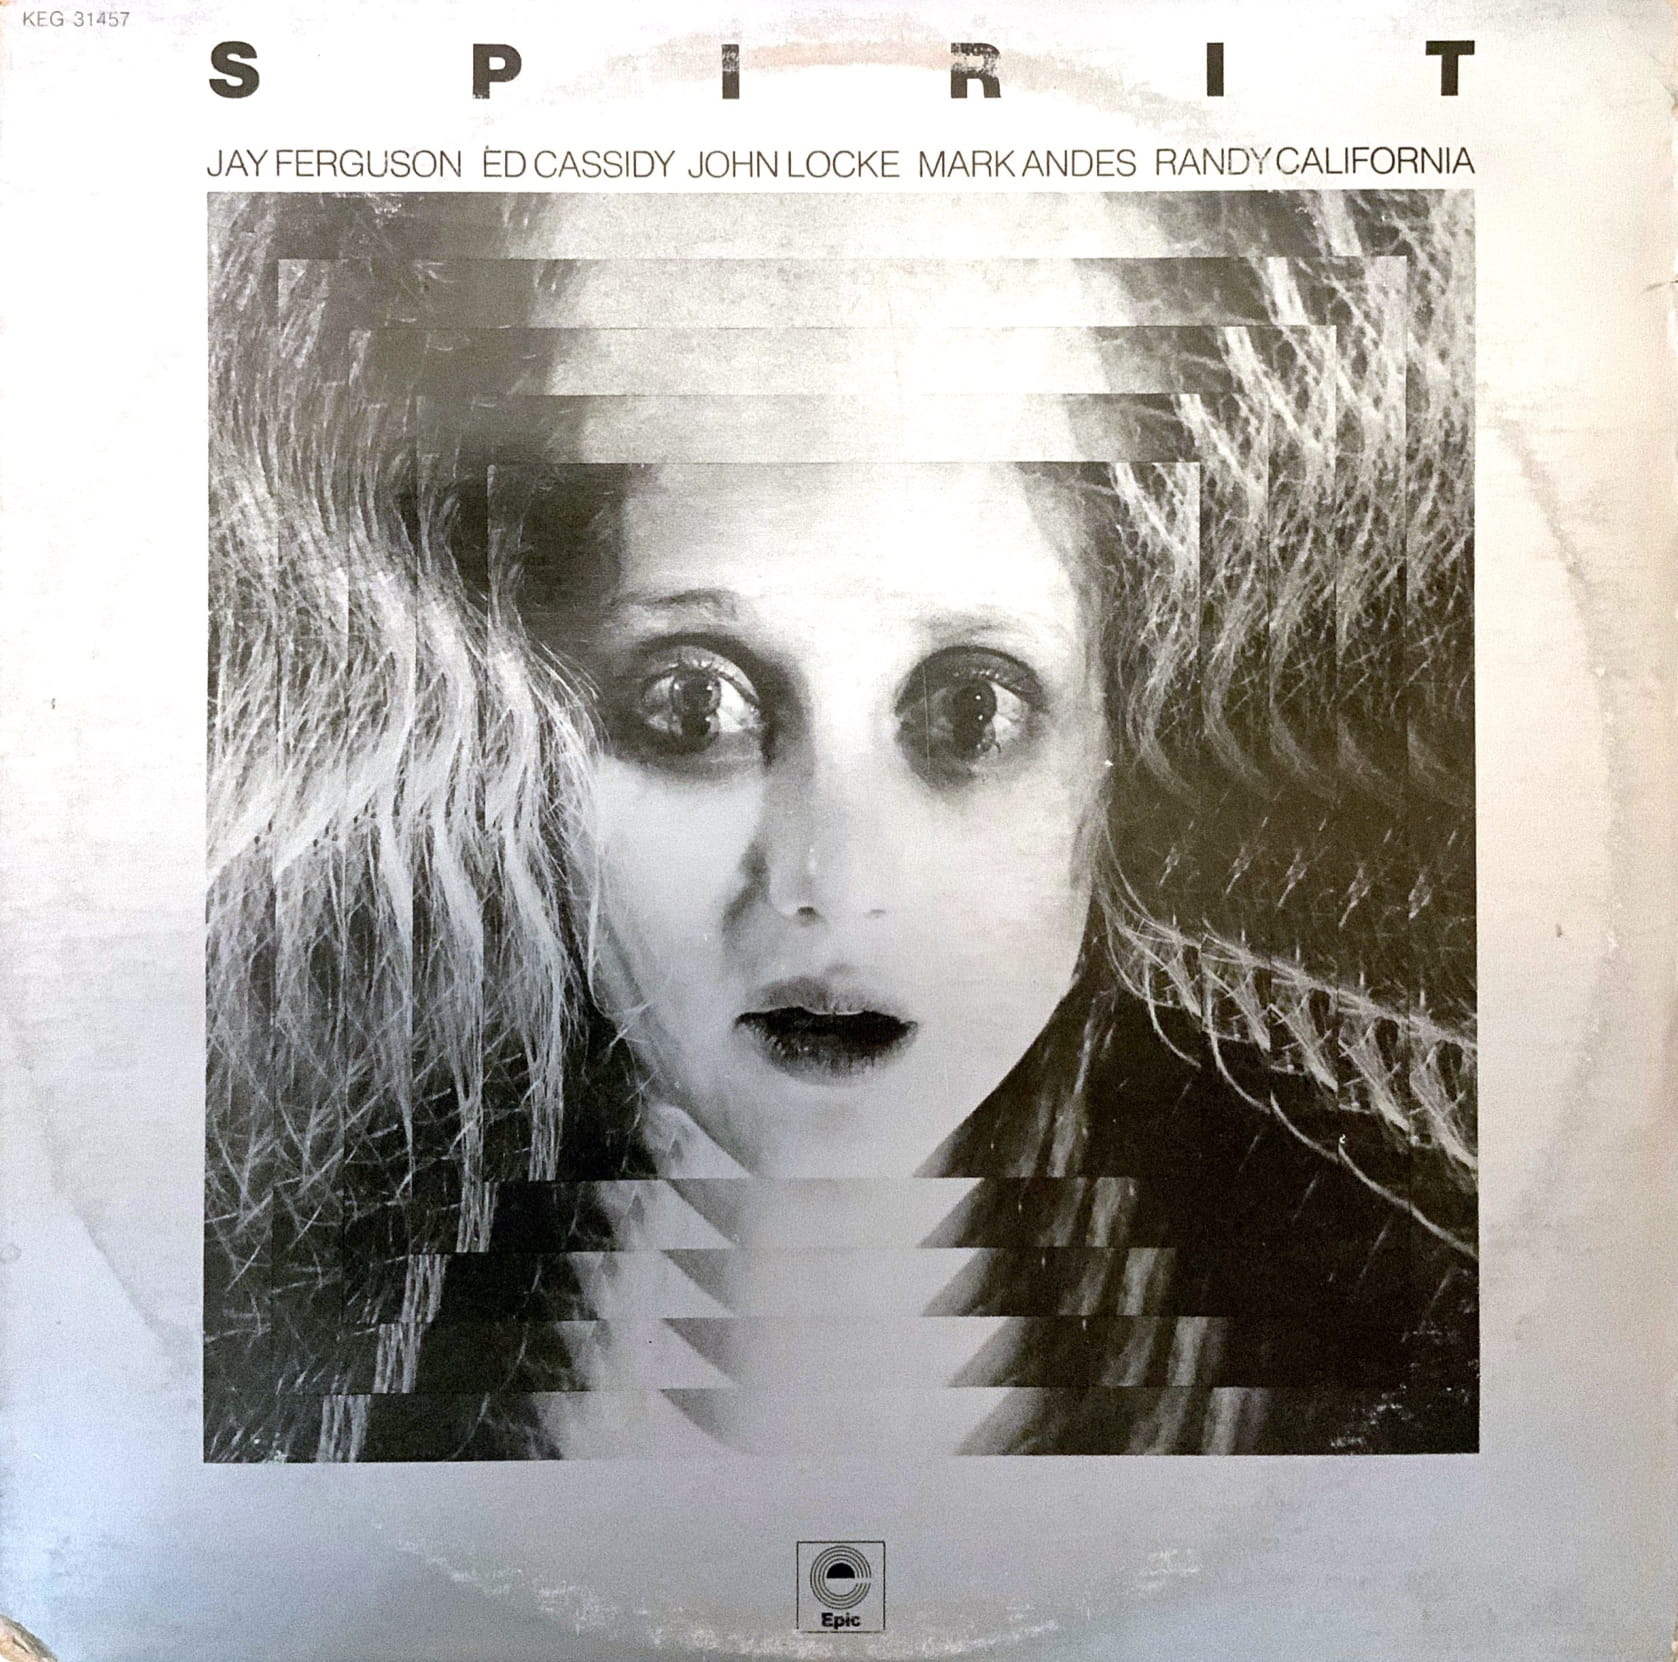 KEG 31457
SPIRIT
JAY FERGUSON ED CASSIDY JOHN LOCKE MARK ANDES RANDY CALIFORNIA
Epic